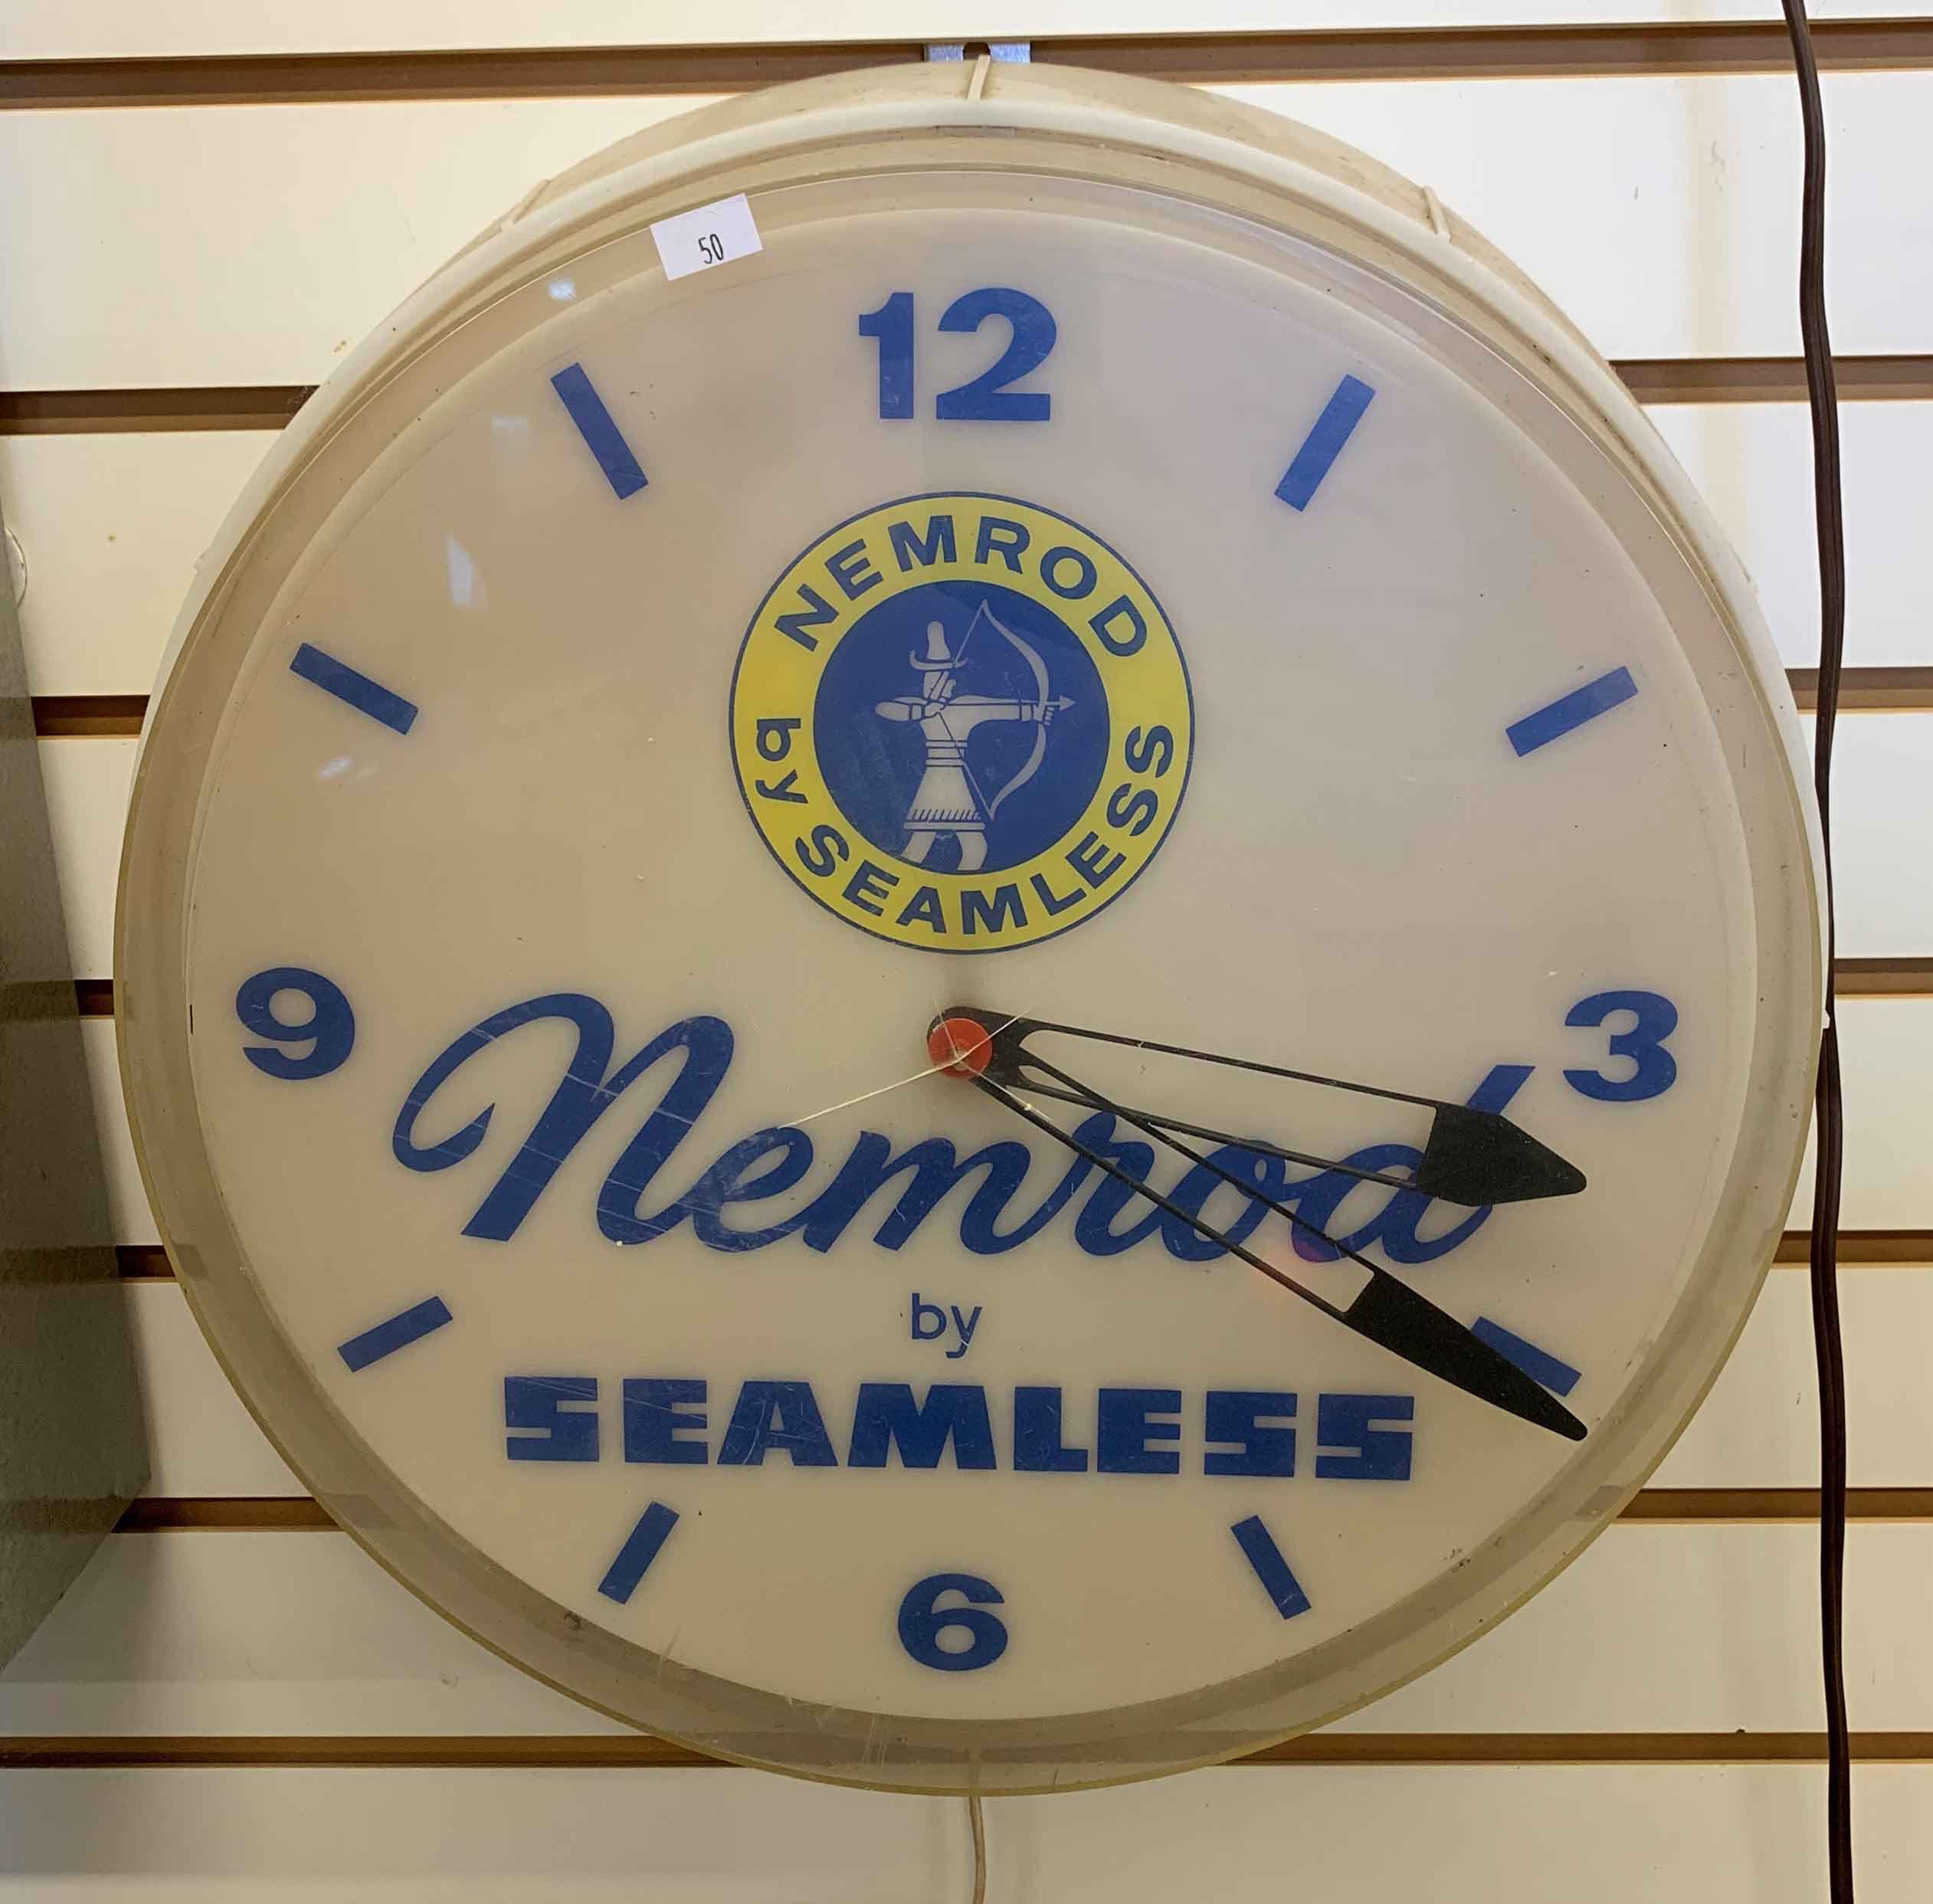 50
12
NEMROD
by SEAMLESS
9
3
Nemrod
by
SEAMLESS
6